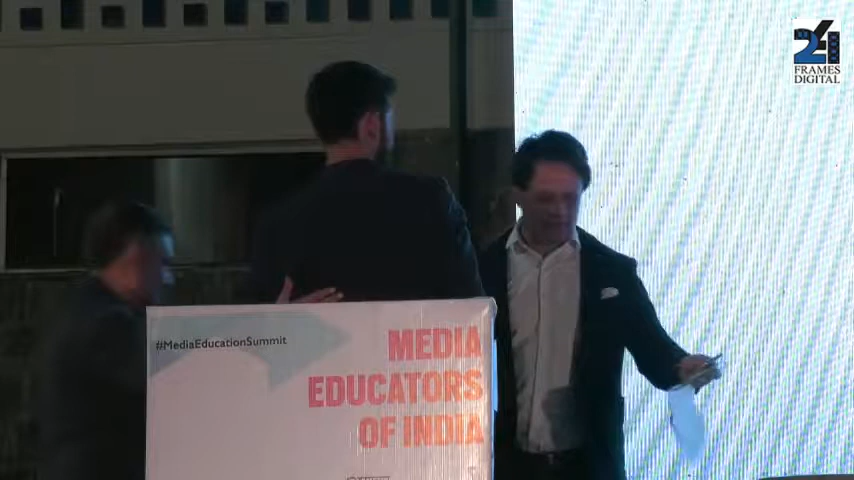 24
FRAMES
DIGITAL
#MediaEducationSummit
MEDIA
EDUCATORS
OF INDIA